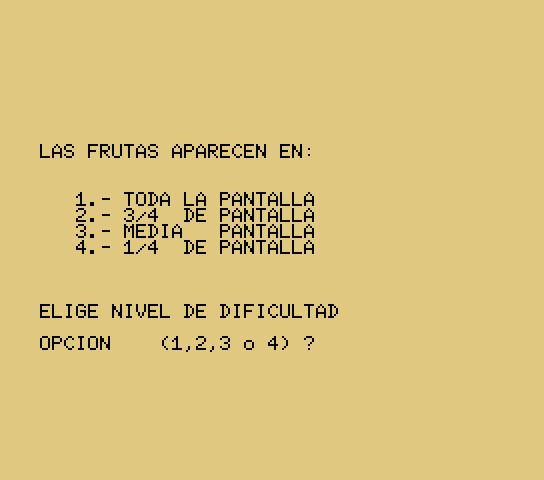 LAS FRUTAS APARECEN EN:
1.- TODA LA PANTALLA
2.- 3/4  DE PANTALLA
3.- MEDIA   PANTALLA
4.- 1/4  DE PANTALLA
ELIGE NIVEL DE DIFICULTAD
OPCION    (1,2,3 o 4) ?